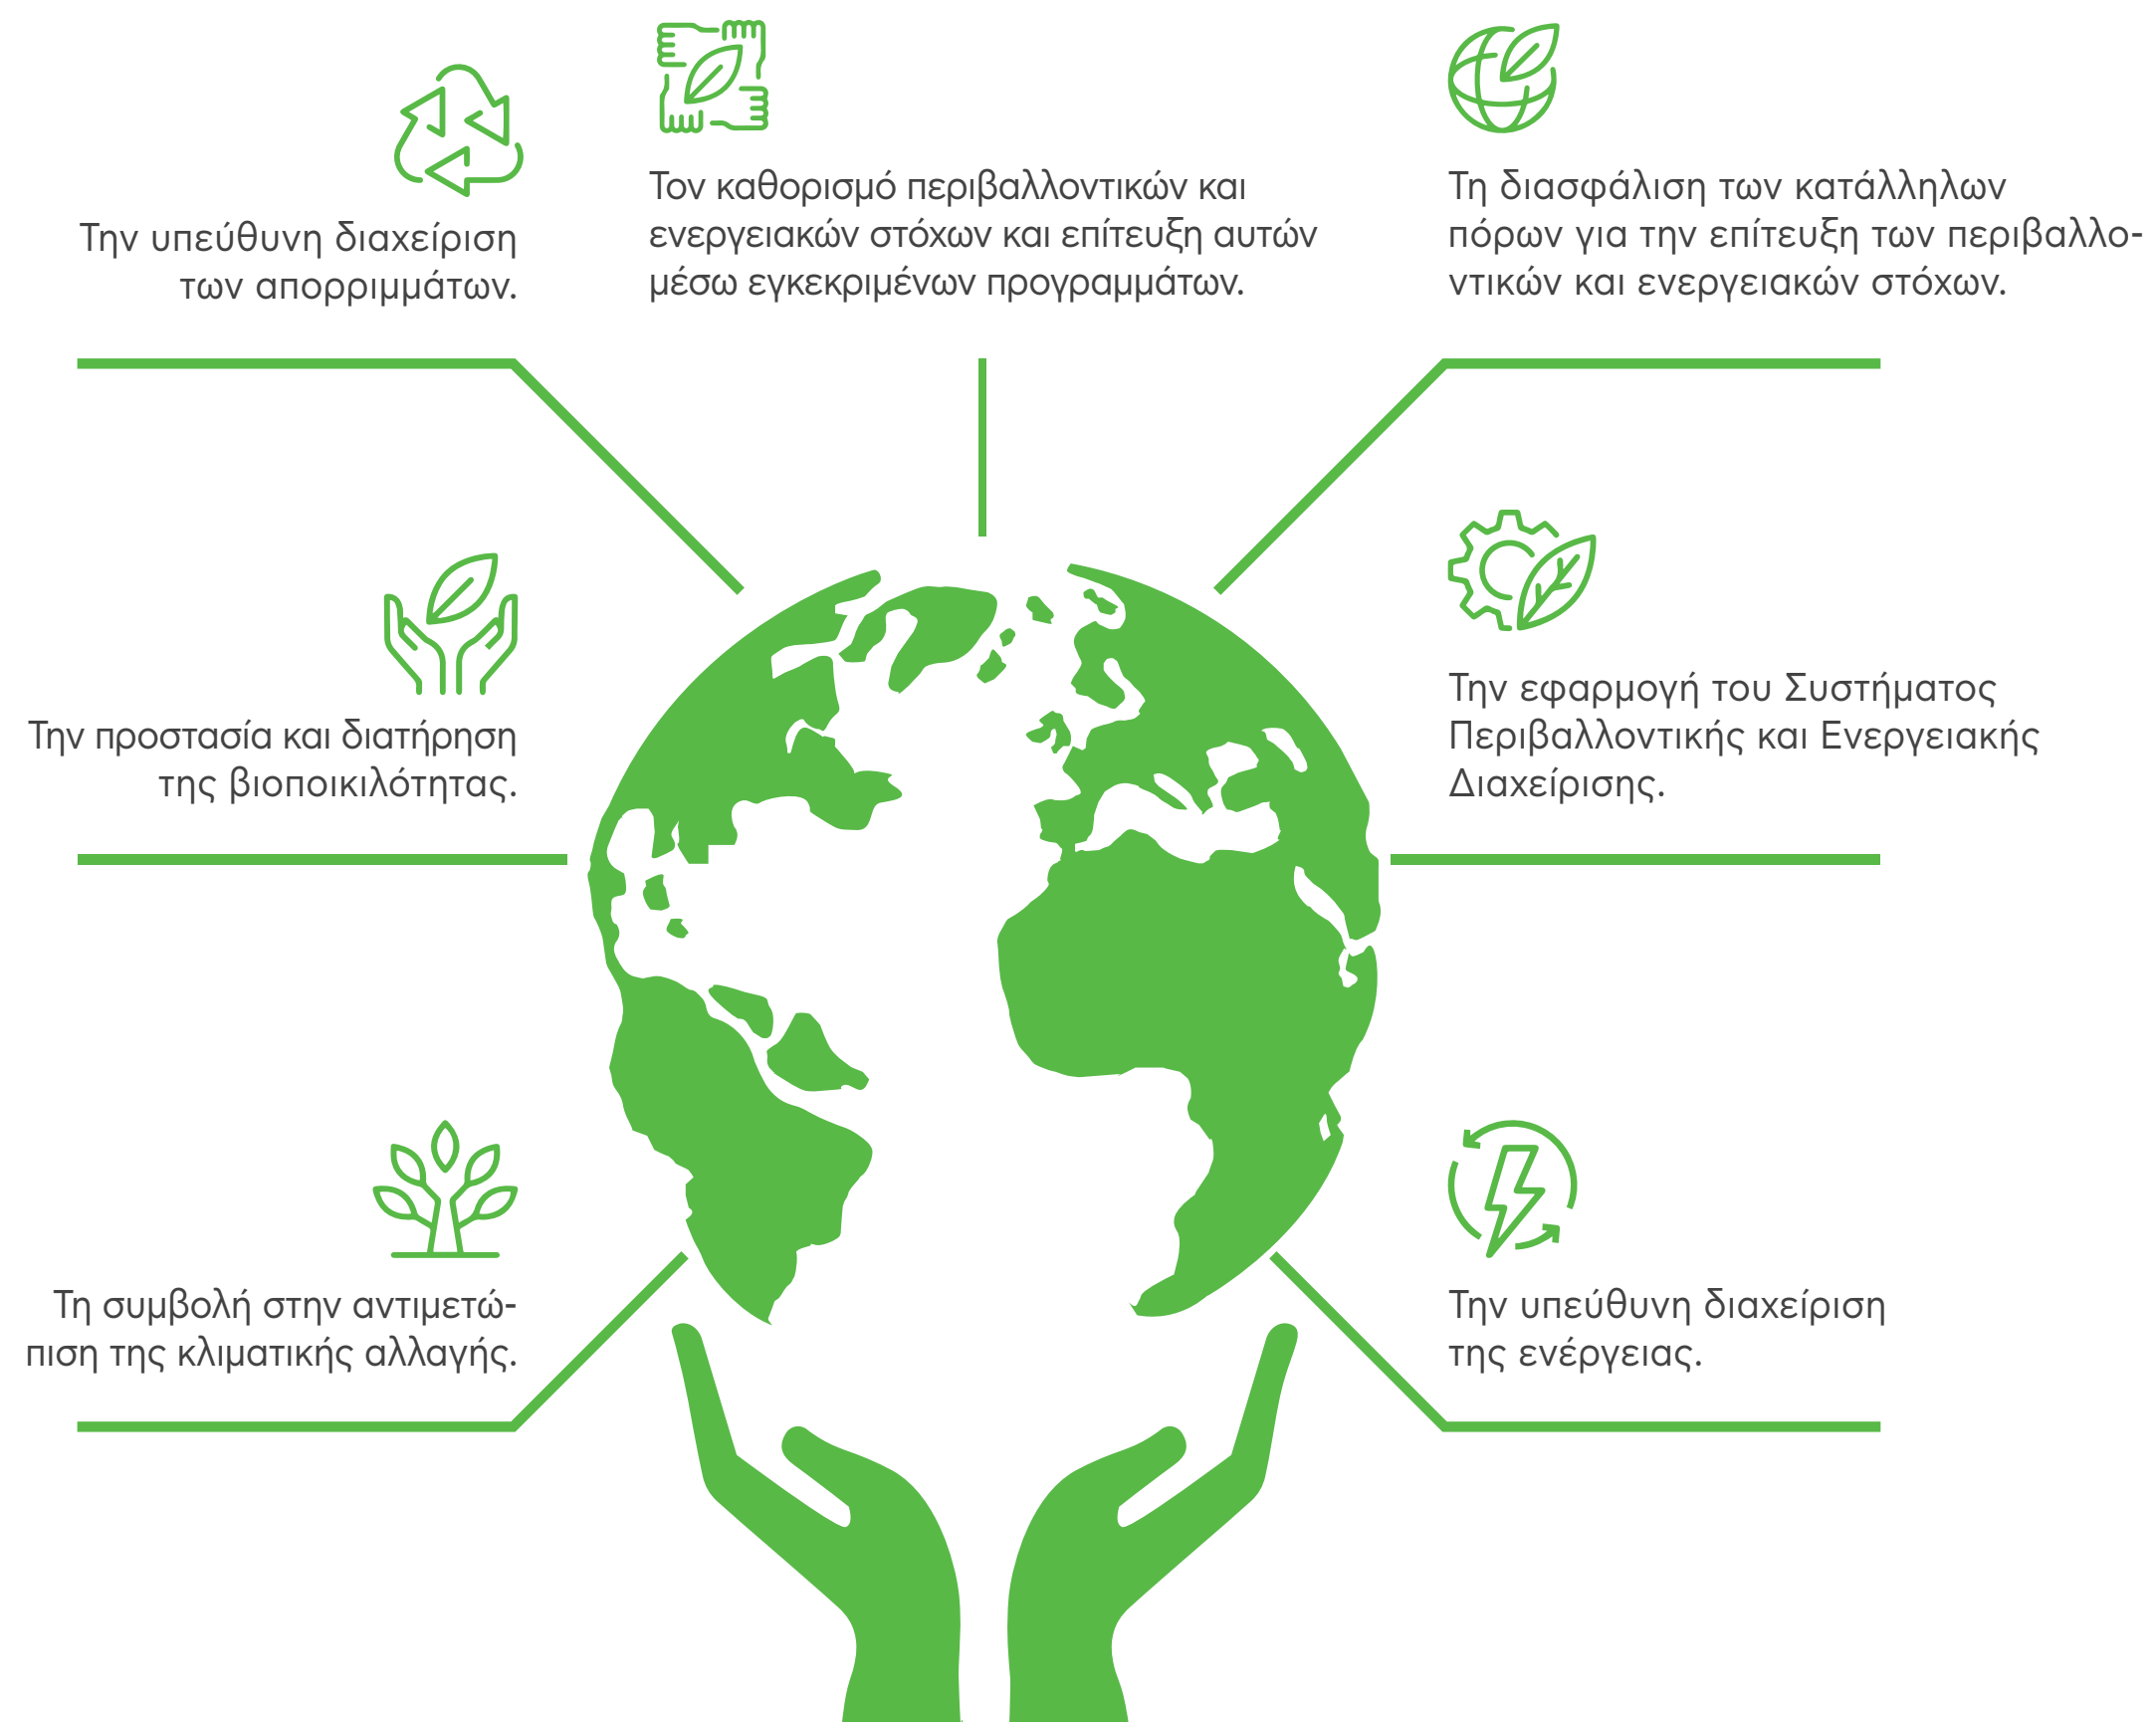 Την υπεύθυνη διαχείριση
των απορριμμάτων.
Τον καθορισμό περιβαλλοντικών και
ενεργειακών στόχων και επίτευξη αυτών
μέσω εγκεκριμένων προγραμμάτων.
Τη διασφάλιση των κατάλληλων
πόρων για την επίτευξη των περιβαλλο-
ντικών και ενεργειακών στόχων.
Την προστασία και διατήρηση
της βιοποικιλότητας.
Την εφαρμογή του Συστήματος
Περιβαλλοντικής και Ενεργειακής
Διαχείρισης.
Τη συμβολή στην αντιμετώ-
πιση της κλιματικής αλλαγής.
Την υπεύθυνη διαχείριση
της ενέργειας.